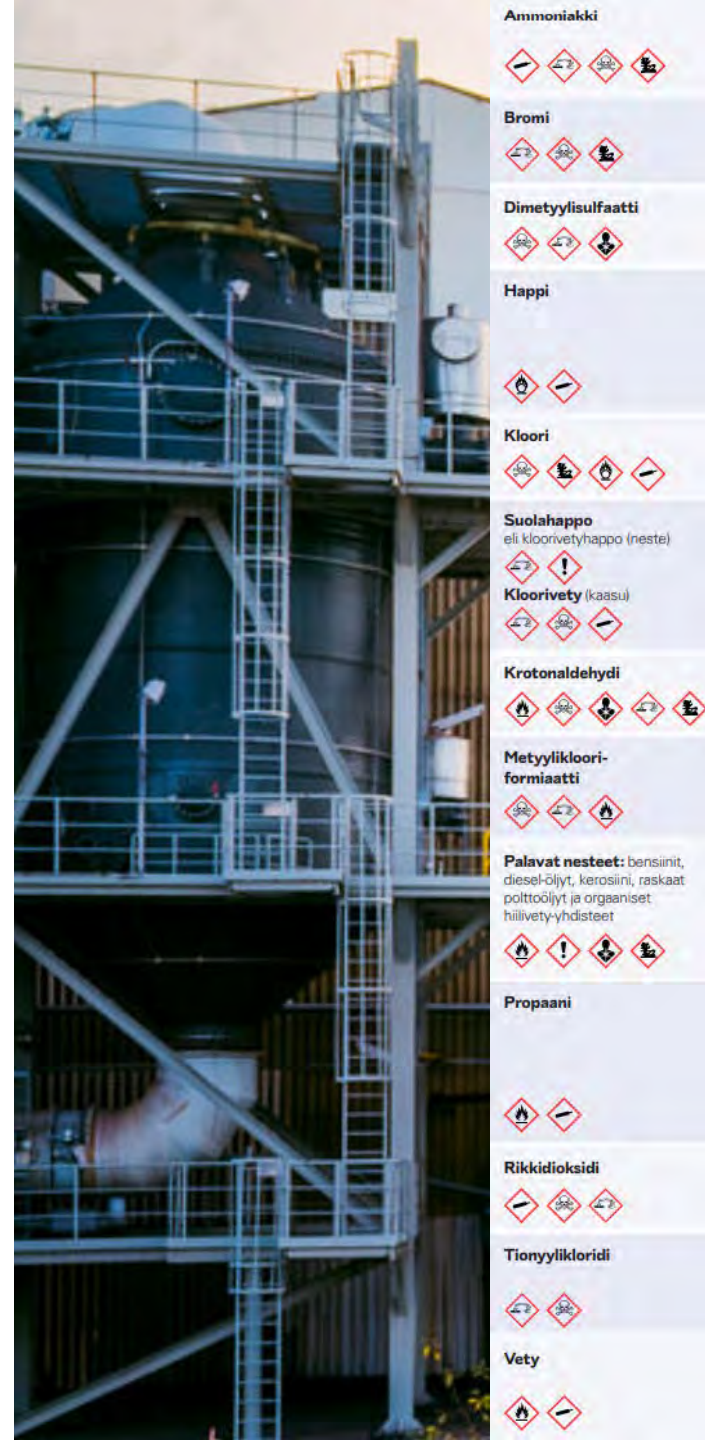 Ammoniakki
Bromi
Dimetyylisulfaatti
Happi
Kloori
Suolahappo
eli kloorivetyhappo (neste)
Kloorivety (kaasu)
Krotonaldehydi
Metyylikloori-
formiaatti
Palavat nesteet: bensiinit,
diesel-öljyt, kerosiini, raskaat
polttoöljyt ja orgaaniset
hiilivety-yhdisteet
Propaani
Rikkidioksidi
Tionyylikloridi
Vety